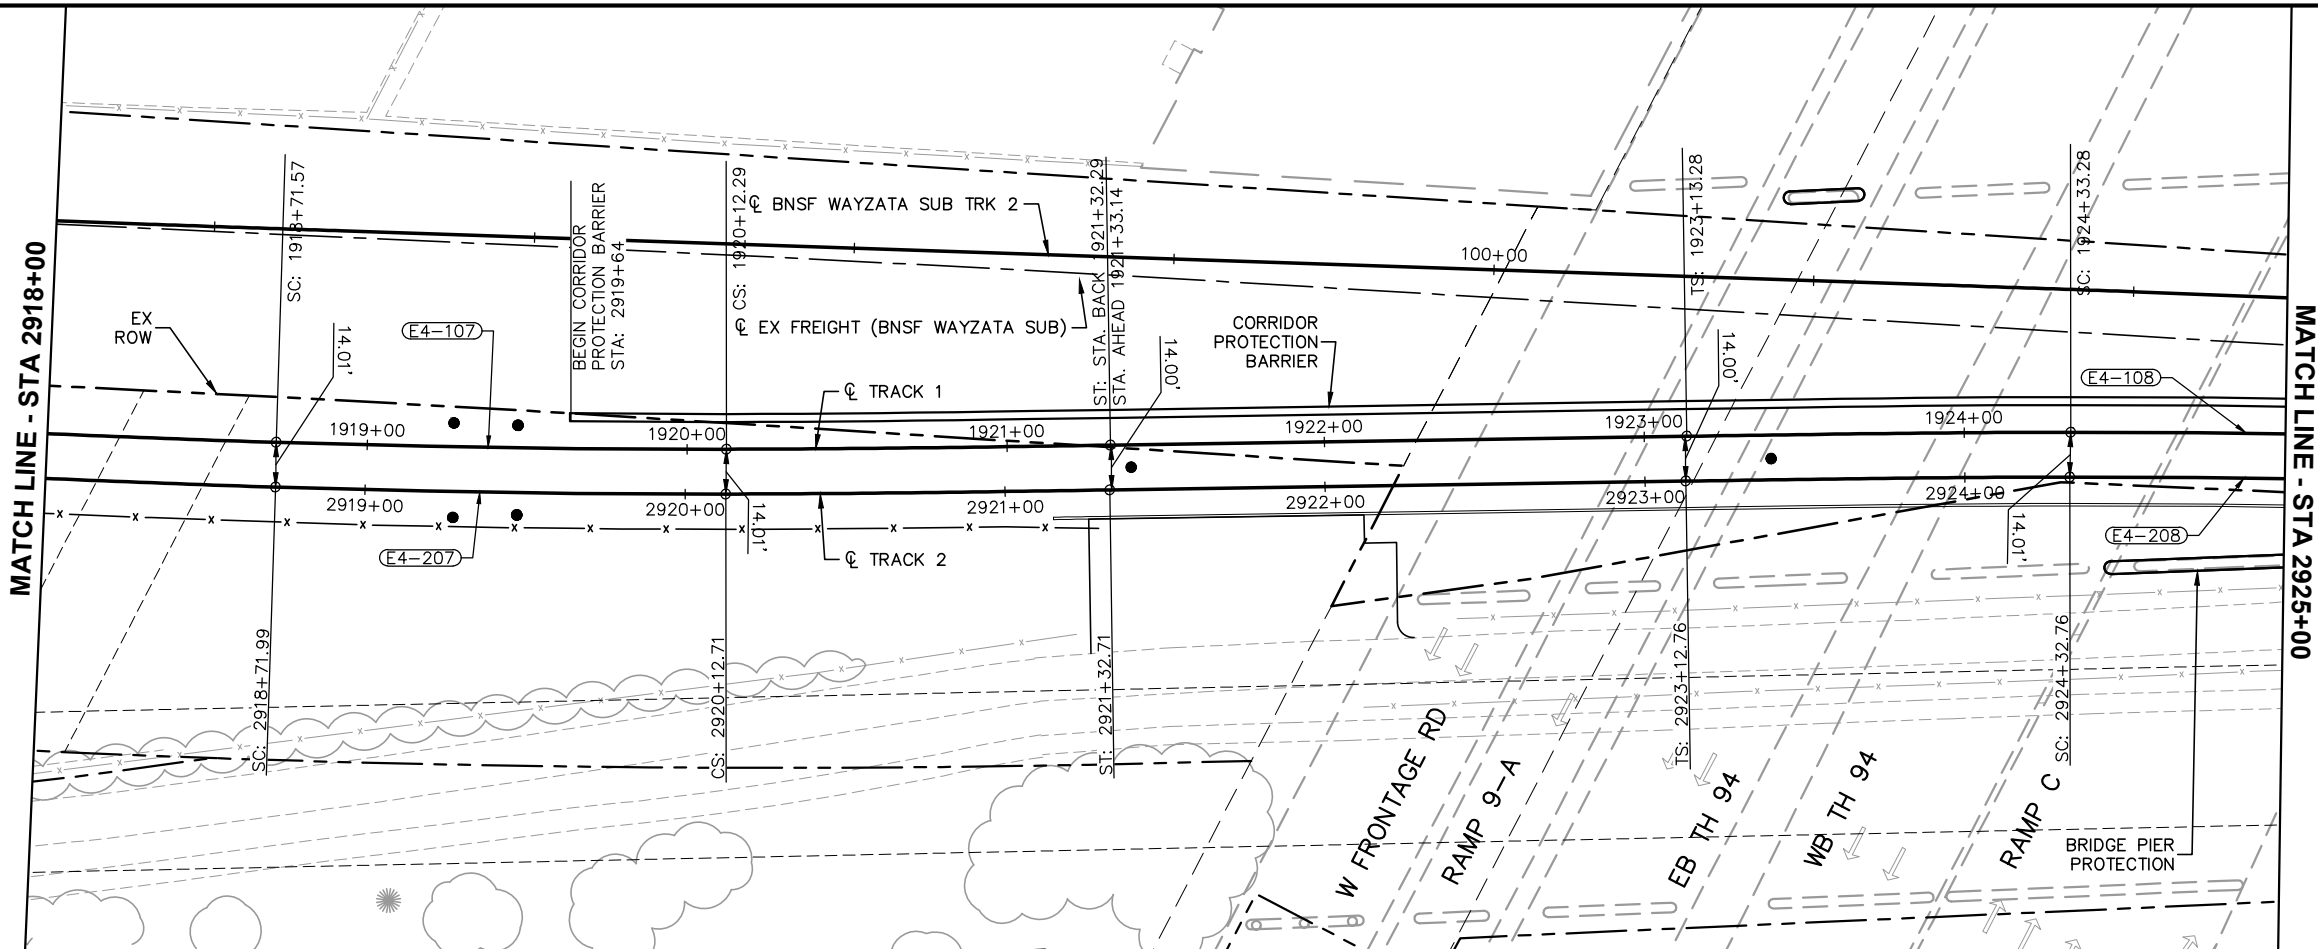 MATCH LINE - STA 2918+00
SC: 1918+71.57
BEGIN CORRIDOR
PROTECTION BARRIER
STA: 2919+64
CS: 1920+12.29
℄ BNSF WAYZATA SUB TRK 2
ST: STA. BACK 1921+32.29
STA. AHEAD 1921+33.14
100+00
TS: 1923+13.28
SC: 1924+33.28
EX
ROW
14.01'
E4-107
℄ EX FREIGHT (BNSF WAYZATA SUB)
14.00'
CORRIDOR
PROTECTION
BARRIER
14.00'
E4-108
℄ TRACK 1
1919+00
1920+00
1921+00
1922+00
1923+00
1924+00
2919+00
2920+00
2921+00
2922+00
2923+00
2924+00
E4-207
14.01'
℄ TRACK 2
14.01'
E4-208
SC: 2918+71.99
CS: 2920+12.71
ST: 2921+32.71
TS: 2923+12.76
SC: 2924+32.76
W FRONTAGE RD
RAMP 9-A
EB TH 94
WB TH 94
RAMP C
BRIDGE PIER
PROTECTION
MATCH LINE - STA 2925+00